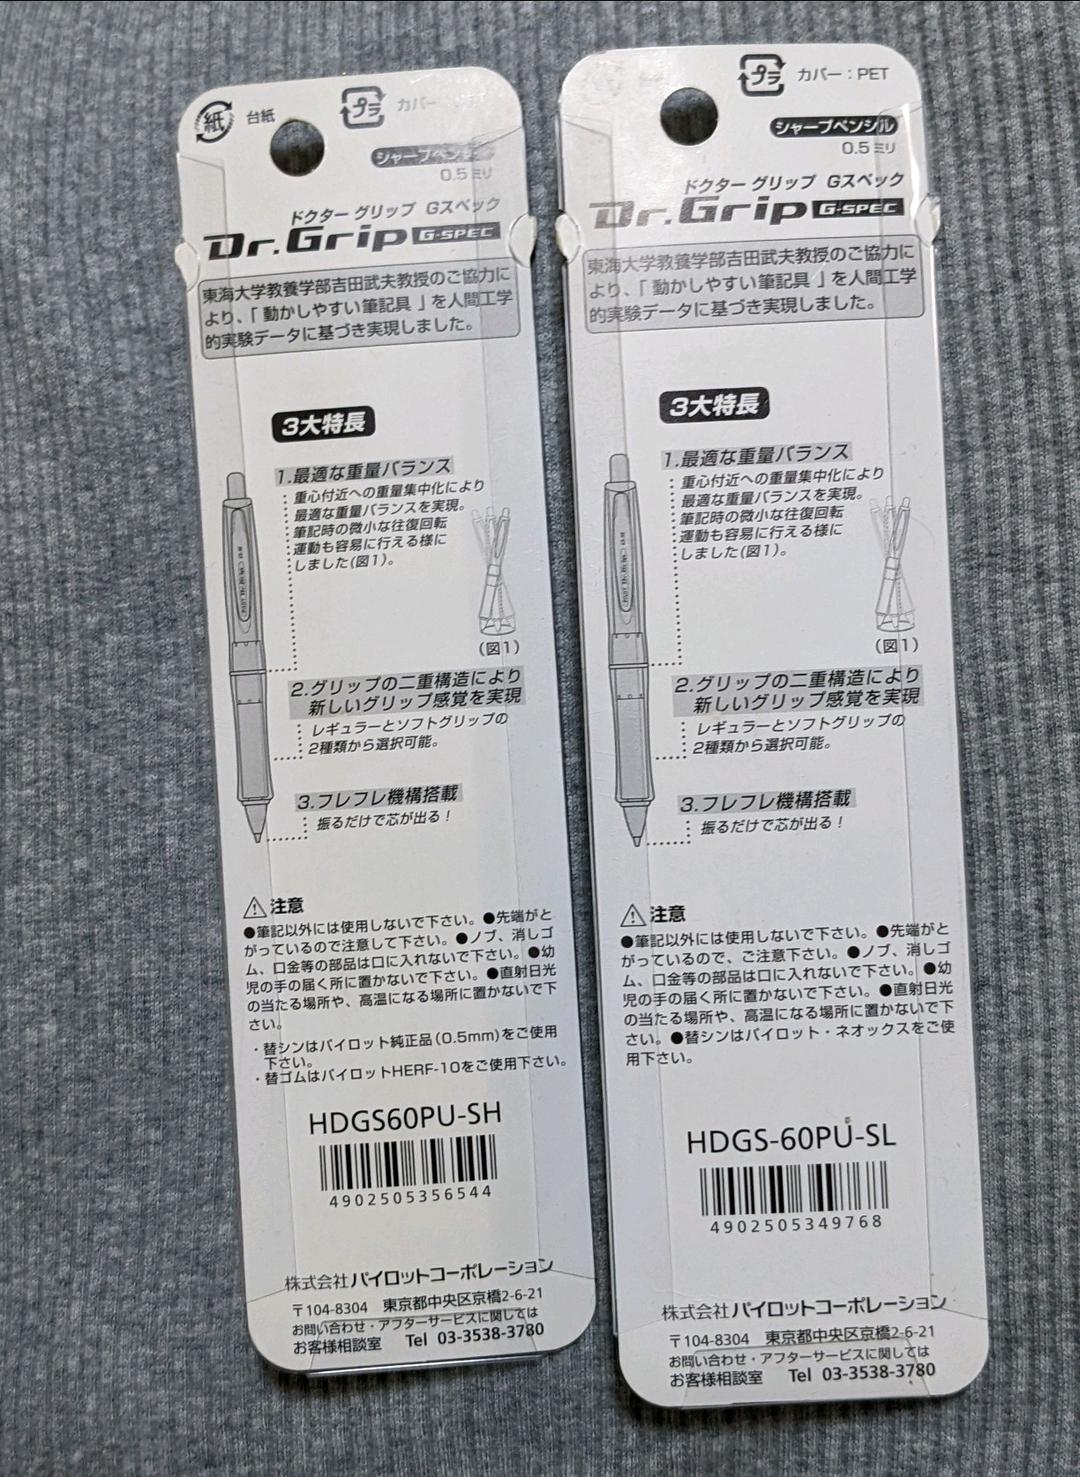 紙
台紙
プラ
カバー
シャープペン
0.5ミリ
ドクター グリップ Gスペック
Dr.Grip G-SPEC
東海大学教養学部吉田武夫教授のご協力に
より、「動かしやすい筆記具」を人間工学
的実験データに基づき実現しました。
3大特長
1.最適な重量バランス
重心付近への重量集中化により
最適な重量バランスを実現。
筆記時の微小な往復回転
運動も容易に行える様に
しました(図1)。
(図1)
2.グリップの二重構造により
新しいグリップ感覚を実現
レギュラーとソフトグリップの
2種類から選択可能。
3.フレフレ機構搭載
振るだけで芯が出る!
注意
●筆記以外には使用しないで下さい。●先端がと
がっているので注意して下さい。●ノブ、消しゴ
ム、口金等の部品は口に入れないで下さい。●幼
児の手の届く所に置かないで下さい。●直射日光
の当たる場所や、高温になる場所に置かないで下
さい。
・替シンはパイロット純正品(0.5mm)をご使用
下さい。
・替ゴムはパイロットHERF-10をご使用下さい。
HDGS60PU-SH
4902505356544
株式会社パイロットコーポレーション
〒104-8304 東京都中央区京橋2-6-21
お問い合わせ・アフターサービスに関しては
お客様相談室 Tel 03-3538-3780
プラ
カバー:PET
シャープペンシル
0.5ミリ
ドクター グリップ Gスペック
Dr.Grip G-SPEC
東海大学教養学部吉田武夫教授のご協力に
より、「動かしやすい筆記具」を人間工学
的実験データに基づき実現しました。
3大特長
1.最適な重量バランス
重心付近への重量集中化により
最適な重量バランスを実現。
筆記時の微小な往復回転
運動も容易に行える様に
しました(図1)。
(図1)
2.グリップの二重構造により
新しいグリップ感覚を実現
レギュラーとソフトグリップの
2種類から選択可能。
3.フレフレ機構搭載
振るだけで芯が出る!
注意
●筆記以外には使用しないで下さい。●先端がと
がっているので、ご注意下さい。●ノブ、消しゴ
ム、口金等の部品は口に入れないで下さい。●幼
児の手の届く所に置かないで下さい。●直射日光
の当たる場所や、高温になる場所に置かないで下
さい。●替シンはパイロット・ネオックスをご使
用下さい。
HDGS-60PU-SL
4902505349768
株式会社パイロットコーポレーション
〒104-8304 東京都中央区京橋2-6-21
お問い合わせ・アフターサービスに関しては
お客様相談室 Tel 03-3538-3780